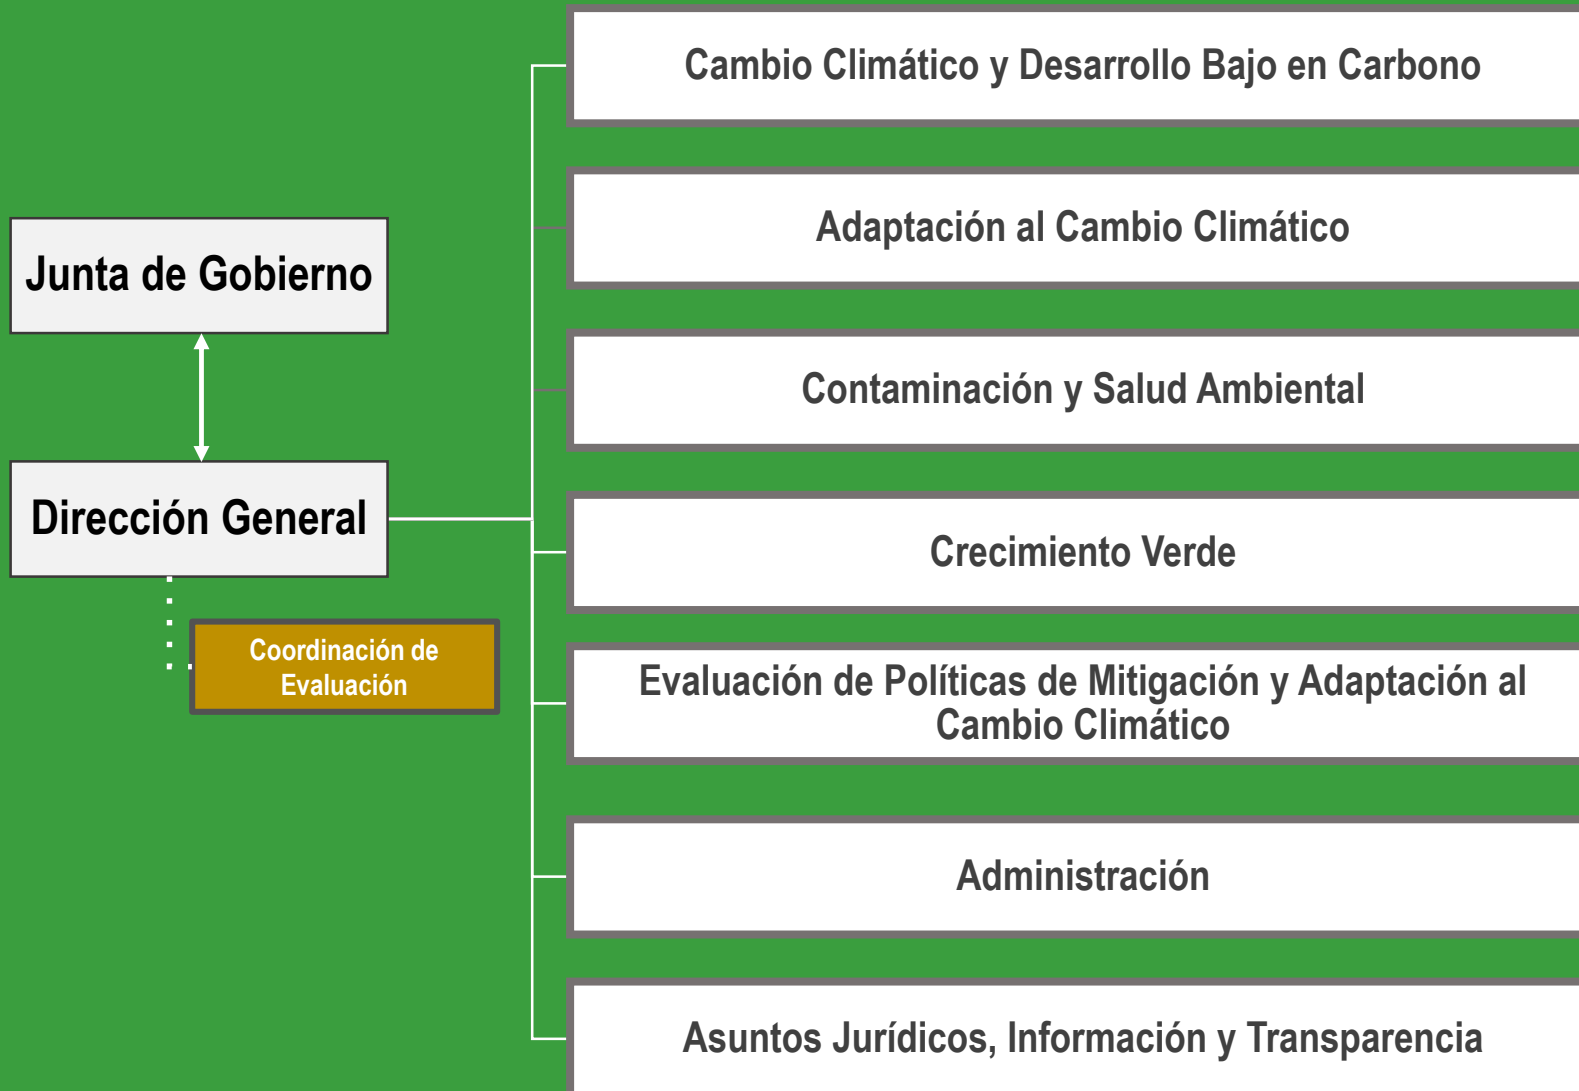 Junta de Gobierno
Dirección General
Coordinación de
Evaluación
Cambio Climático y Desarrollo Bajo en Carbono
Adaptación al Cambio Climático
Contaminación y Salud Ambiental
Crecimiento Verde
Evaluación de Políticas de Mitigación y Adaptación al
Cambio Climático
Administración
Asuntos Jurídicos, Información y Transparencia